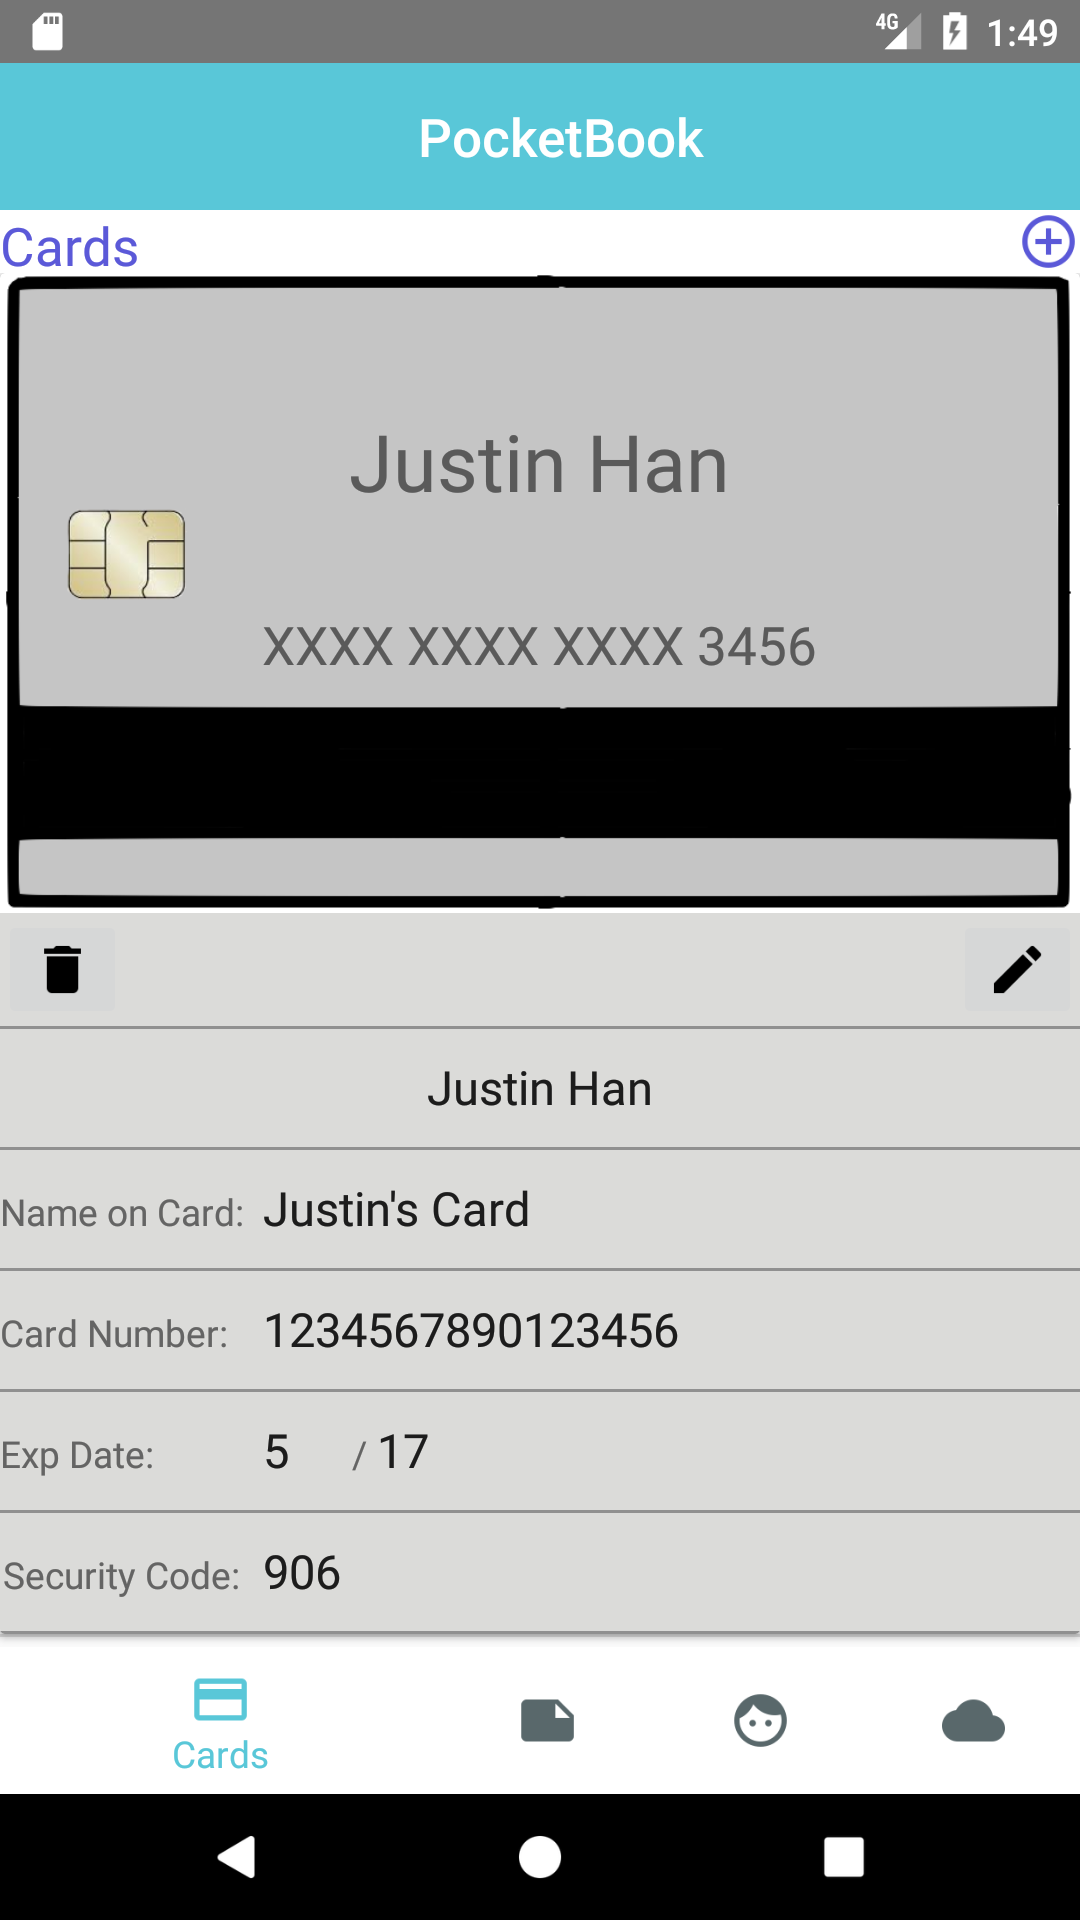 4G 1:49
PocketBook
Cards
Justin Han
XXXX XXXX XXXX 3456
Justin Han
Name on Card: Justin's Card
Card Number: 1234567890123456
Exp Date: 5 / 17
Security Code: 906
Cards